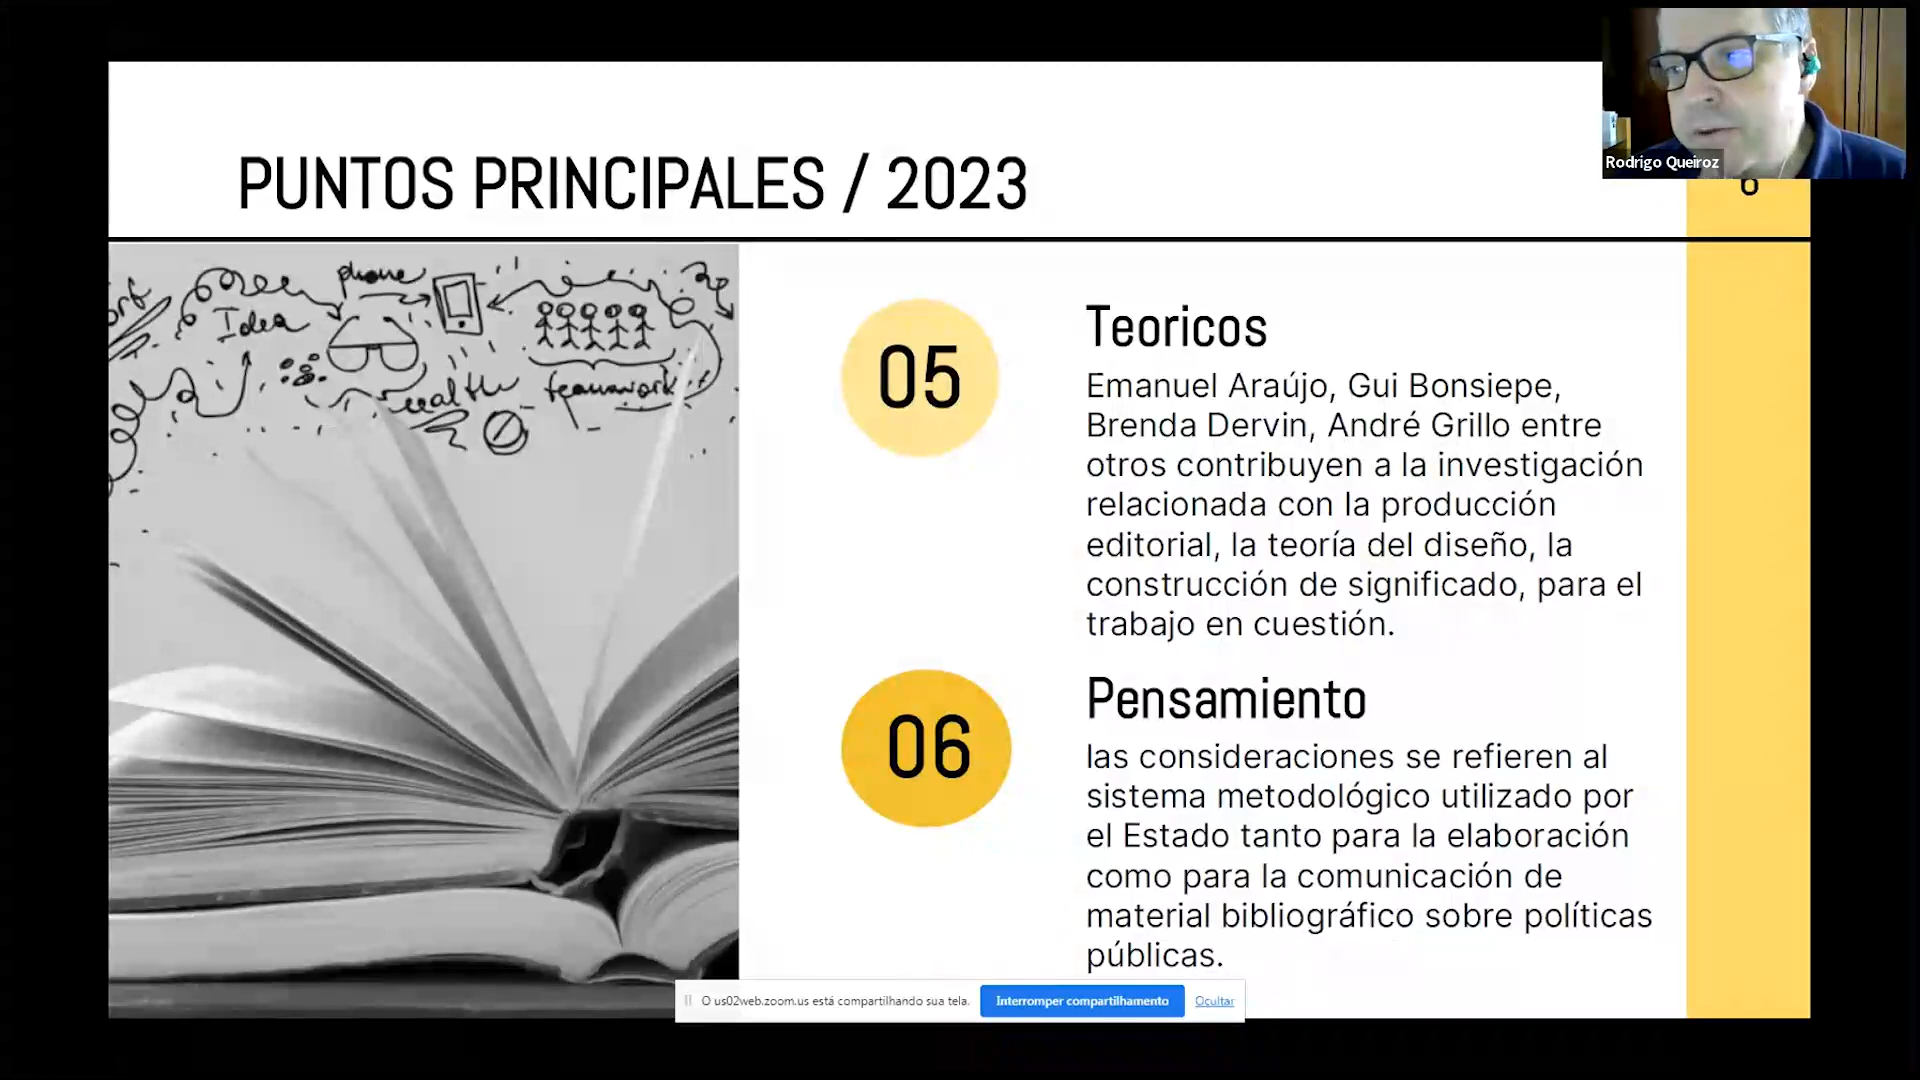 Rodrigo Queiroz
PUNTOS PRINCIPALES / 2023
phone
Idea
health
teamwork
05
Teoricos
Emanuel Araújo, Gui Bonsiepe,
Brenda Dervin, André Grillo entre
otros contribuyen a la investigación
relacionada con la producción
editorial, la teoría del diseño, la
construcción de significado, para el
trabajo en cuestión.
06
Pensamiento
las consideraciones se refieren al
sistema metodológico utilizado por
el Estado tanto para la elaboración
como para la comunicación de
material bibliográfico sobre políticas
públicas.
O us02web.zoom.us está compartilhando sua tela. Interromper compartilhamento Ocultar